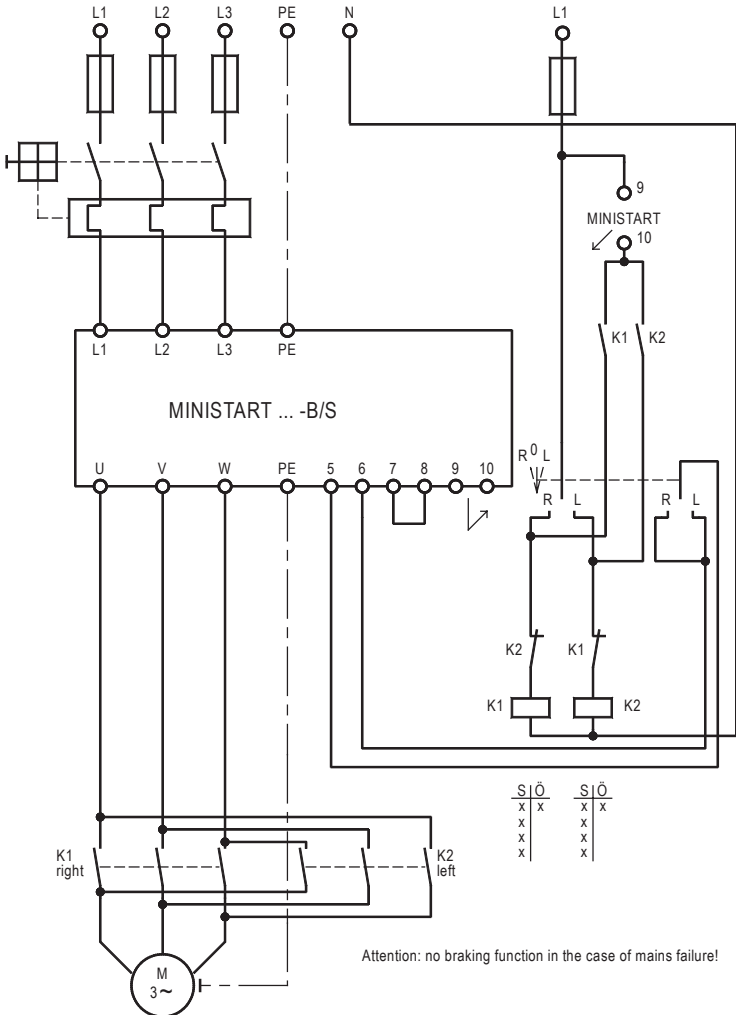 L1 L2 L3 PE N L1
9
MINISTART
10
L1 L2 L3 PE
K1 K2
MINISTART ... -B/S
R 0 L
U V W PE 5 6 7 8 9 10
R L R L
K2 K1
K1 K2
S Ö S Ö
x x x x
x x
x x
x x
K1 K2
right left
Attention: no braking function in the case of mains failure!
M
3~